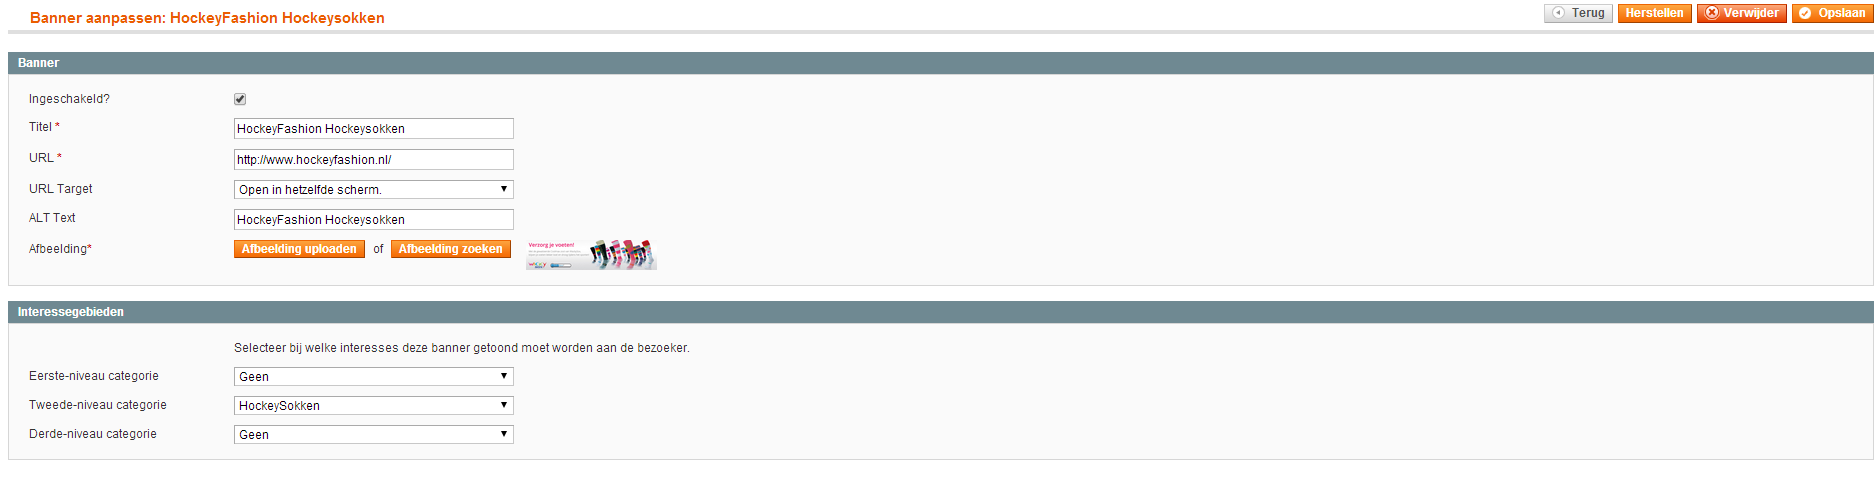 Banner aanpassen: HockeyFashion Hockeysokken
Terug Herstellen Verwijder Opslaan
Banner
Ingeschakeld?
Titel * HockeyFashion Hockeysokken
URL * http://www.hockeyfashion.nl/
URL Target Open in hetzelfde scherm.
ALT Text HockeyFashion Hockeysokken
Afbeelding* Afbeelding uploaden of Afbeelding zoeken
Verzorg je voeten!
Interessegebieden
Selecteer bij welke interesses deze banner getoond moet worden aan de bezoeker.
Eerste-niveau categorie Geen
Tweede-niveau categorie HockeySokken
Derde-niveau categorie Geen